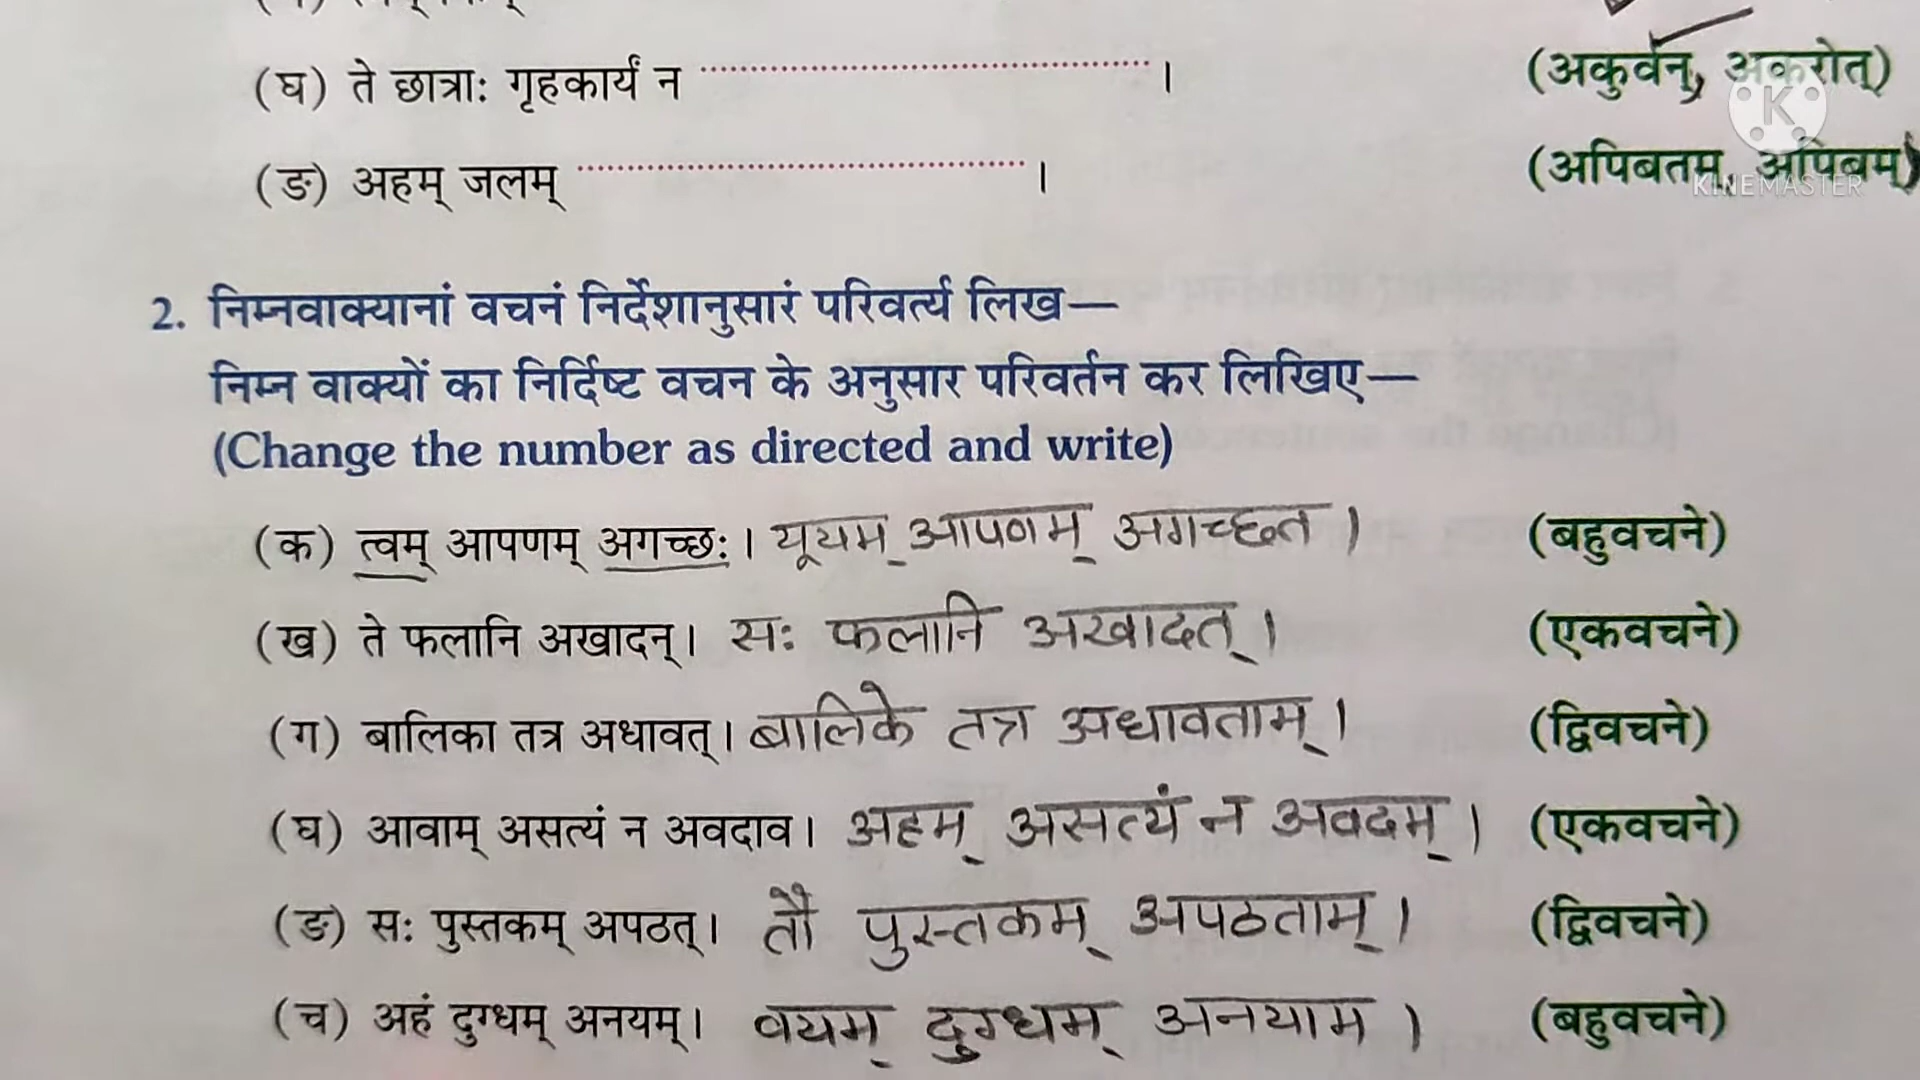 (घ) ते छात्राः गृहकार्यं न ............ । (अकुर्वन्, अकरोत्)
(ङ) अहम् जलम् ............ । (अपिबतम्, अपिबम्)
KINEMASTER
2. निम्नवाक्यानां वचनं निर्देशानुसारं परिवर्त्य लिख—
निम्न वाक्यों का निर्दिष्ट वचन के अनुसार परिवर्तन कर लिखिए—
(Change the number as directed and write)
(क) त्वम् आपणम् अगच्छः। यूयम् आपणम् अगच्छत। (बहुवचने)
(ख) ते फलानि अखादन्। सः फलानि अखादत्। (एकवचने)
(ग) बालिका तत्र अधावत्। बालिके तत्र अधावताम्। (द्विवचने)
(घ) आवाम् असत्यं न अवदाव। अहम् असत्यं न अवदम्। (एकवचने)
(ङ) सः पुस्तकम् अपठत्। तौ पुस्तकम् अपठताम्। (द्विवचने)
(च) अहं दुग्धम् अनयम्। वयम् दुग्धम् अनयाम। (बहुवचने)